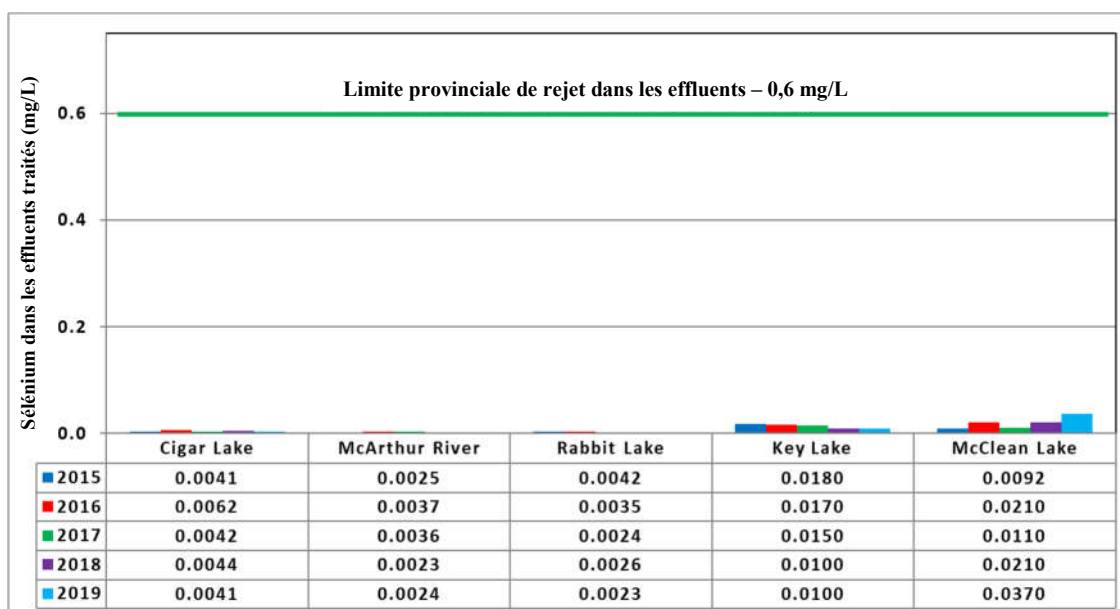 Limite provinciale de rejet dans les effluents – 0,6 mg/L
Sélénium dans les effluents traités (mg/L)
0.6
0.4
0.2
0.0
Cigar Lake McArthur River Rabbit Lake Key Lake McClean Lake
2015 0.0041 0.0025 0.0042 0.0180 0.0092
2016 0.0062 0.0037 0.0035 0.0170 0.0210
2017 0.0042 0.0036 0.0024 0.0150 0.0110
2018 0.0044 0.0023 0.0026 0.0100 0.0210
2019 0.0041 0.0024 0.0023 0.0100 0.0370